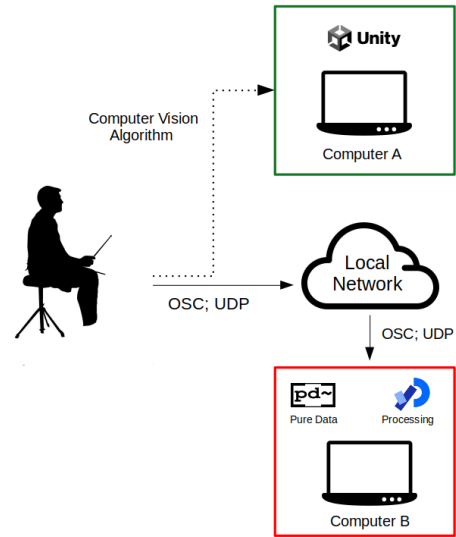 Unity
Computer Vision
Algorithm
Computer A
Local
Network
OSC; UDP
OSC; UDP
pd~
Pure Data
Processing
Computer B